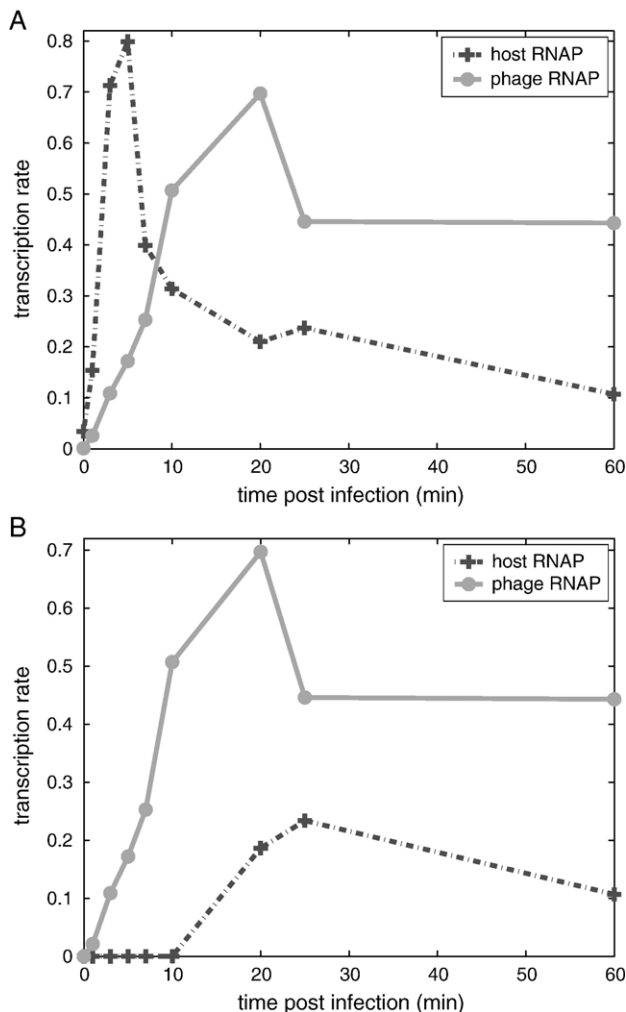 A
0.8
0.7
0.6
0.5
0.4
0.3
0.2
0.1
0
transcription rate
host RNAP
phage RNAP
0 10 20 30 40 50 60
time post infection (min)
B
0.7
0.6
0.5
0.4
0.3
0.2
0.1
0
transcription rate
host RNAP
phage RNAP
0 10 20 30 40 50 60
time post infection (min)